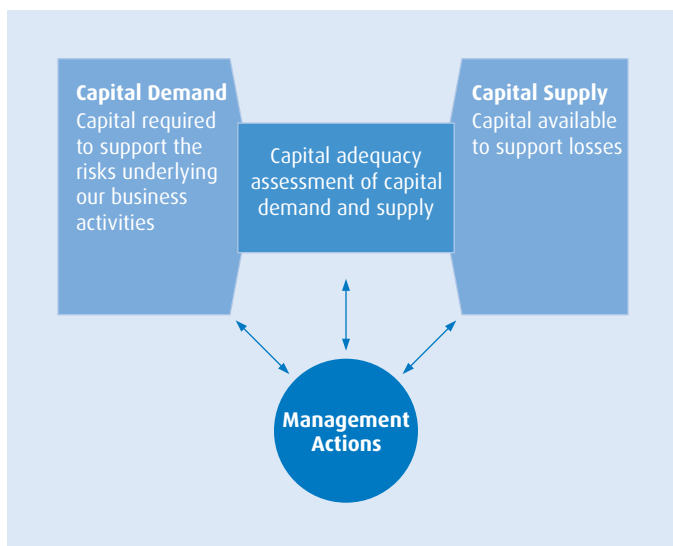 Capital Demand
Capital required
to support the
risks underlying
our business
activities
Capital adequacy
assessment of capital
demand and supply
Capital Supply
Capital available
to support losses
Management
Actions